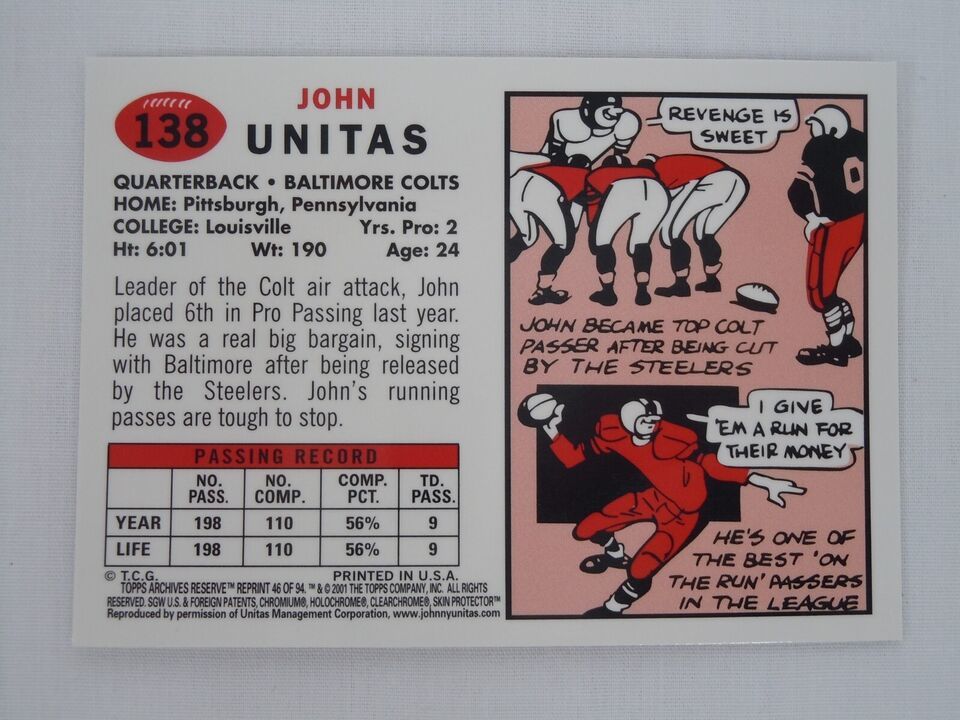 138
JOHN
UNITAS
QUARTERBACK • BALTIMORE COLTS
HOME: Pittsburgh, Pennsylvania
COLLEGE: Louisville Yrs. Pro: 2
Ht: 6:01 Wt: 190 Age: 24
Leader of the Colt air attack, John
placed 6th in Pro Passing last year.
He was a real big bargain, signing
with Baltimore after being released
by the Steelers. John's running
passes are tough to stop.
PASSING RECORD
NO. NO. COMP. TD.
PASS. COMP. PCT. PASS.
YEAR 198 110 56% 9
LIFE 198 110 56% 9
© T.C.G. PRINTED IN U.S.A.
TOPPS ARCHIVES RESERVE™ REPRINT 46 OF 94. ™ & © 2001 THE TOPPS COMPANY, INC. ALL RIGHTS
RESERVED. SGW U.S. & FOREIGN PATENTS, CHROMIUM®, HOLOCHROME®, CLEARCHROME®, SKIN PROTECTOR™
Reproduced by permission of Unitas Management Corporation, www.johnnyunitas.com
REVENGE IS
SWEET
0
JOHN BECAME TOP COLT
PASSER AFTER BEING CUT
BY THE STEELERS
I GIVE
'EM A RUN FOR
THEIR MONEY
HE'S ONE OF
THE BEST 'ON
THE RUN' PASSERS
IN THE LEAGUE